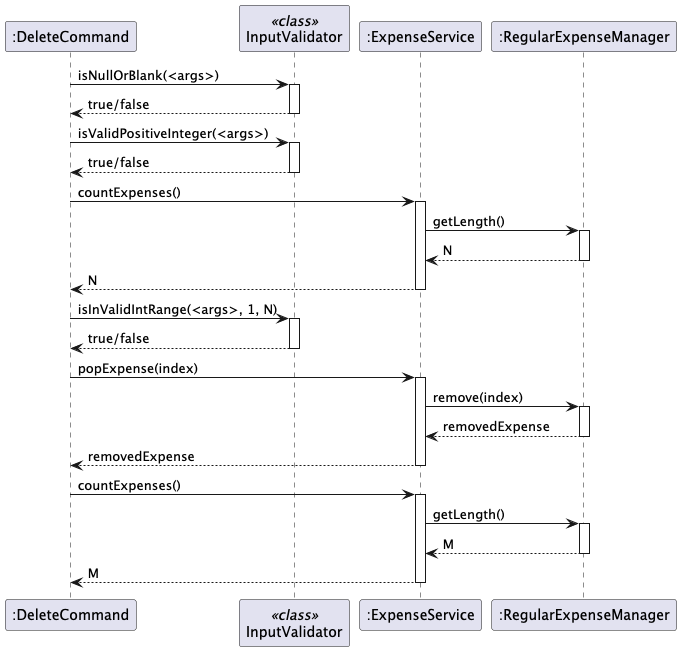 :DeleteCommand
«class»
InputValidator
:ExpenseService
:RegularExpenseManager
isNullOrBlank(<args>)
true/false
isValidPositiveInteger(<args>)
true/false
countExpenses()
getLength()
N
N
isInValidIntRange(<args>, 1, N)
true/false
popExpense(index)
remove(index)
removedExpense
removedExpense
countExpenses()
getLength()
M
M
:DeleteCommand
«class»
InputValidator
:ExpenseService
:RegularExpenseManager